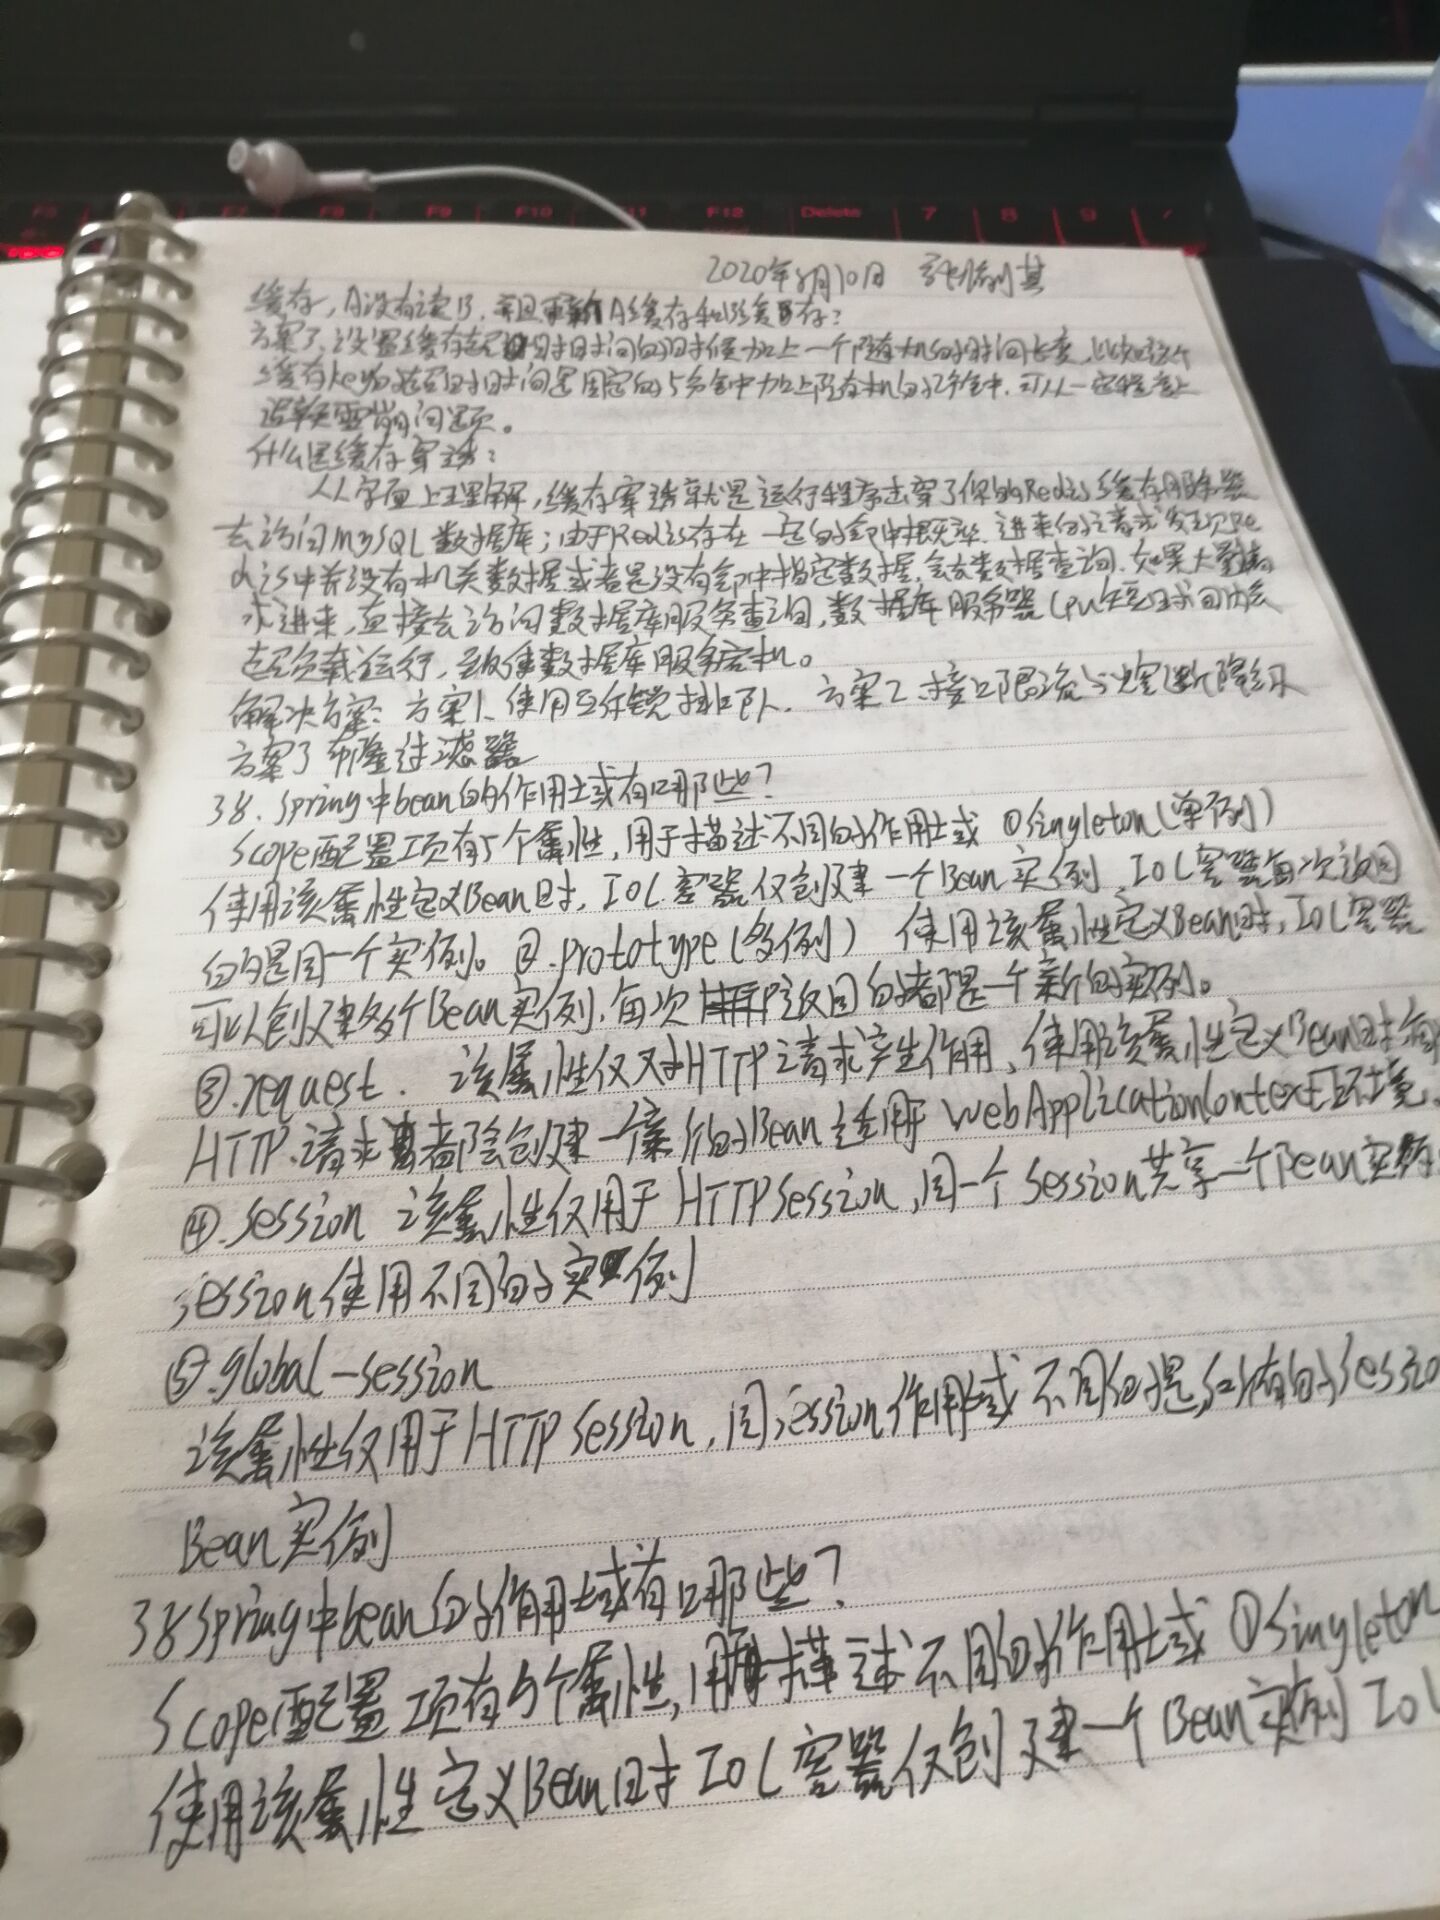 F7 F8 F9 F10 F11 F12 Delete 7 8 9
2020年8月10日
缓存,A没有读B,并且更新A缓存和B缓存;
方案3、设置缓存超时时间的时候加上一个随机的时间长度,比如这个
缓存key的超时时间是固定的5分钟中加上随机的2分钟中,可从一定程度上
避免雪崩问题。
什么是缓存穿透:
从字面上理解,缓存穿透就是运行程序击穿了你的Redis缓存服务器
去访问MySQL数据库;由于Redis存在一定的命中概率,进来的请求发现Re
dis中并没有相关数据或者是没有命中指定数据,会去数据查询,如果大量请
求进来,直接去访问数据库服务查询,数据库服务器CPU在短时间内会
超负载运行,致使数据库服务宕机。
解决方案:方案1、使用互斥锁排队、方案2、接口限流与熔断降级
方案3 布隆过滤器
38.spring中bean的作用域有哪些?
Scope配置项有5个属性,用于描述不同的作用域 ①singleton(单例)
使用该属性定义Bean时,IOC容器仅创建一个Bean实例,IOC容器每次返回
的是同一个实例。②.prototype(多例) 使用该属性定义Bean时,IOC容器
可以创建多个Bean实例,每次返回的都是一个新的实例。
③.request. 该属性仅对HTTP请求产生作用,使用该属性定义Bean时每次
HTTP请求都会创建一个新的Bean适用于WebApplicationContext环境.
④.session 该属性仅用于HTTPSession,同一个Session共享一个Bean实例
session使用不同的实例
⑤.global-session
该属性仅用于HTTP Session,同session作用域不同的是,所有的Sessio
Bean实例
38 spring中bean的作用域有哪些?
Scope配置项有5个属性,用于描述不同的作用域 ①Singleton
使用该属性定义Bean时IOC容器仅创建一个Bean实例IOC